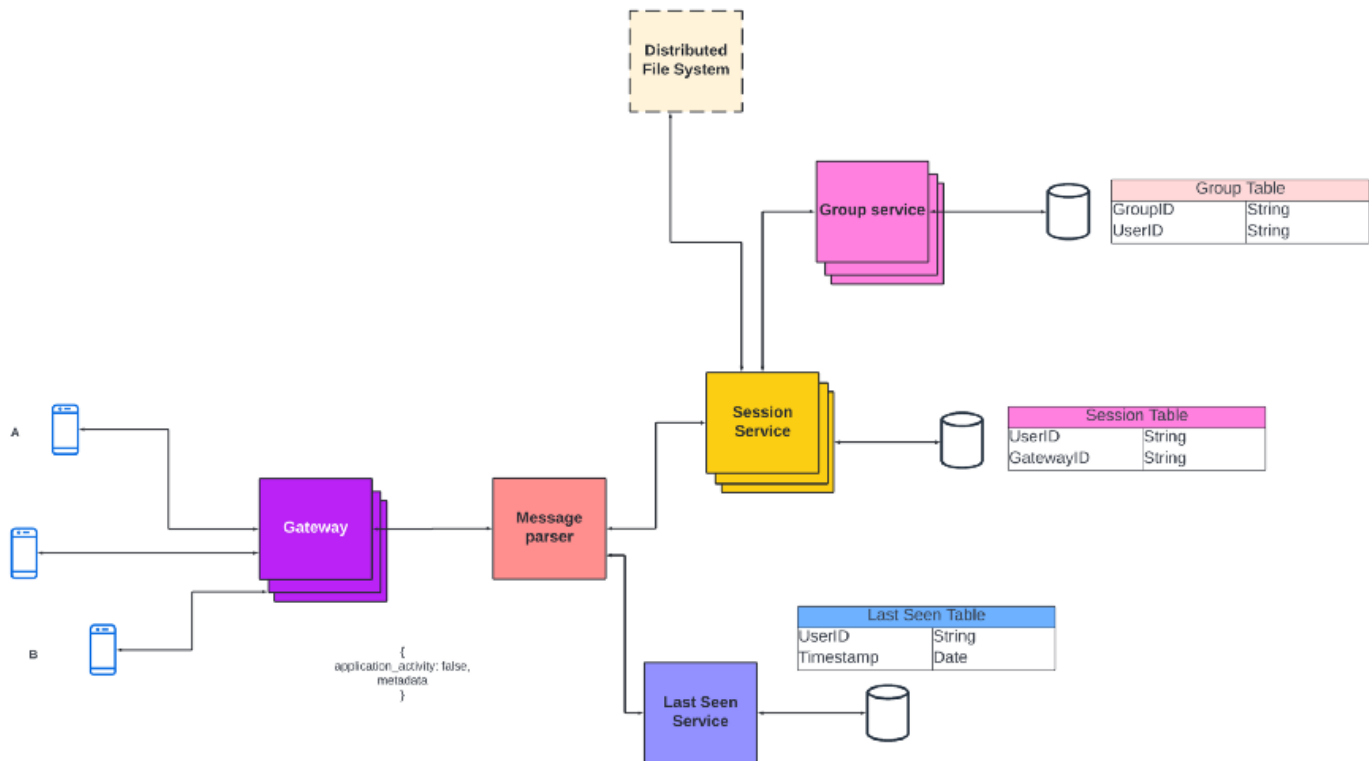 Distributed
File System
Group service
Group Table
GroupID String
UserID String
Session
Service
Session Table
UserID String
GatewayID String
A
Gateway
Message
parser
B
{
application_activity: false,
metadata
}
Last Seen Table
UserID String
Timestamp Date
Last Seen
Service